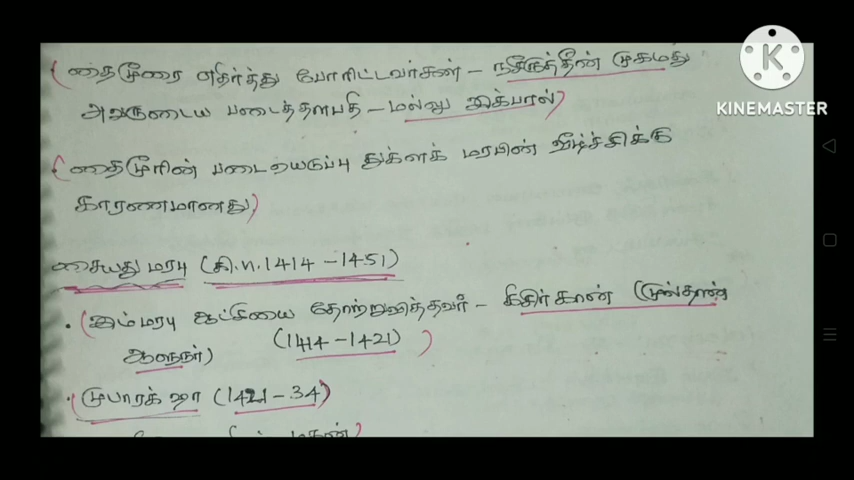 தைமூரை எதிர்த்து போரிட்டவர்கள் - நசீருத்தீன் முகமது
அவருடைய படைத்தளபதி - மல்லு இக்பால்)
(தைமூரின் படையெடுப்பு துக்ளக் மரபின் வீழ்ச்சிக்கு
காரணமானது)
சையது மரபு (கி.பி.1414 - 1451)
• (இம்மரபு ஆட்சியை தோற்றுவித்தவர் - கிசிர்கான் (முல்தான்
ஆளுநர்) (1414 - 1421))
• (முபாரக் ஷா (1421 - 34)
மகன்)
K
KINEMASTER